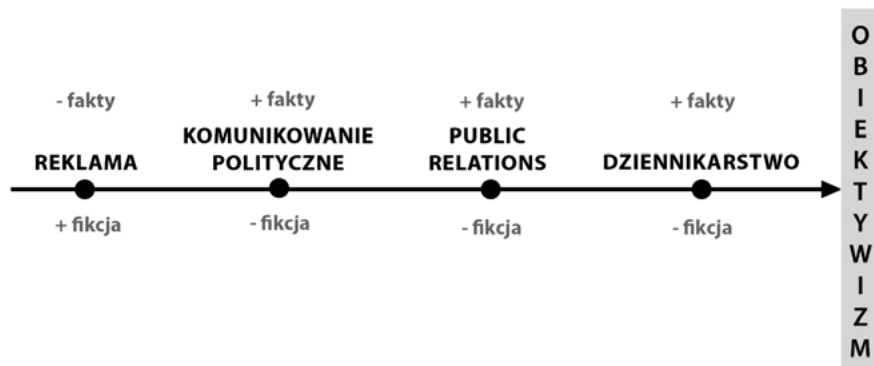 - fakty
+ fakty
+ fakty
+ fakty
REKLAMA
KOMUNIKOWANIE
POLITYCZNE
PUBLIC
RELATIONS
DZIENNIKARSTWO
+ fikcja
- fikcja
- fikcja
- fikcja
O
B
I
E
K
T
Y
W
I
Z
M